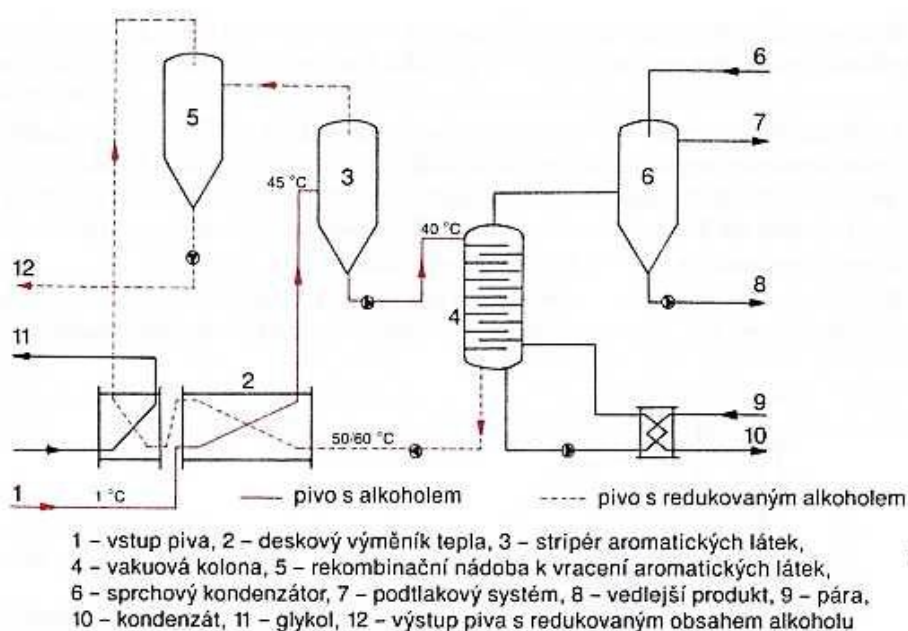 6
5
7
3
6
45 °C
40 °C
12
8
4
11
2
9
50/60 °C
10
1
1 °C
pivo s alkoholem
pivo s redukovaným alkoholem
1 – vstup piva, 2 – deskový výměník tepla, 3 – stripér aromatických látek,
4 – vakuová kolona, 5 – rekombinační nádoba k vracení aromatických látek,
6 – sprchový kondenzátor, 7 – podtlakový systém, 8 – vedlejší produkt, 9 – pára,
10 – kondenzát, 11 – glykol, 12 – výstup piva s redukovaným obsahem alkoholu